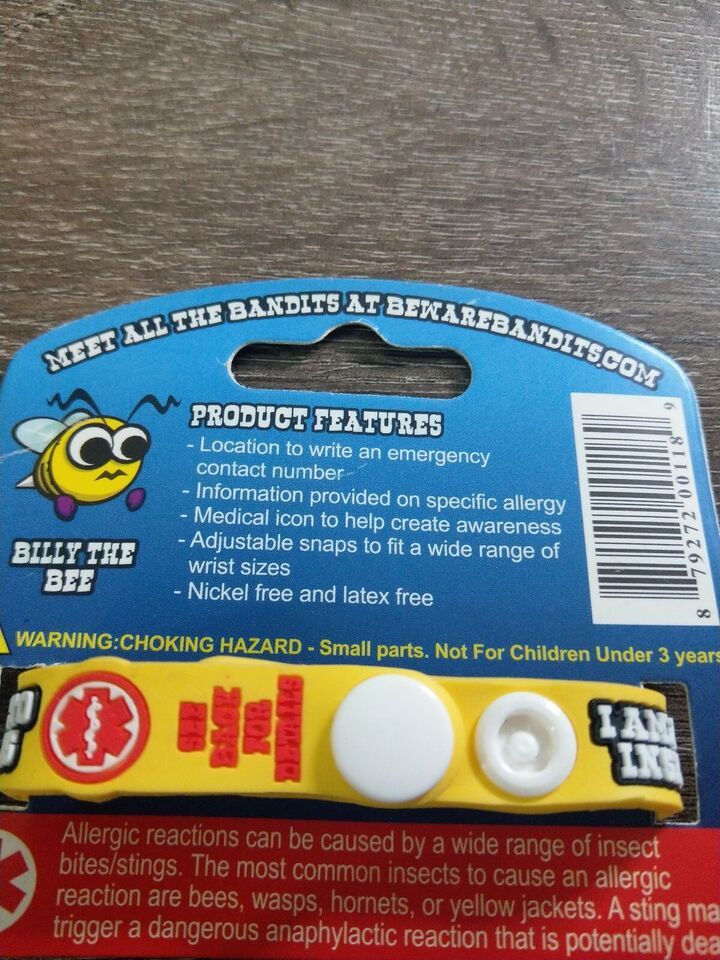 MEET ALL THE BANDITS AT BEWAREBANDITS.COM
PRODUCT FEATURES
- Location to write an emergency
contact number
- Information provided on specific allergy
- Medical icon to help create awareness
- Adjustable snaps to fit a wide range of
wrist sizes
- Nickel free and latex free
BILLY THE
BEE
8 79272 00118 9
WARNING:CHOKING HAZARD - Small parts. Not For Children Under 3 years
SEE
BACK
FOR
DETAILS
I AM
Allergic reactions can be caused by a wide range of insect
bites/stings. The most common insects to cause an allergic
reaction are bees, wasps, hornets, or yellow jackets. A sting ma
trigger a dangerous anaphylactic reaction that is potentially dea